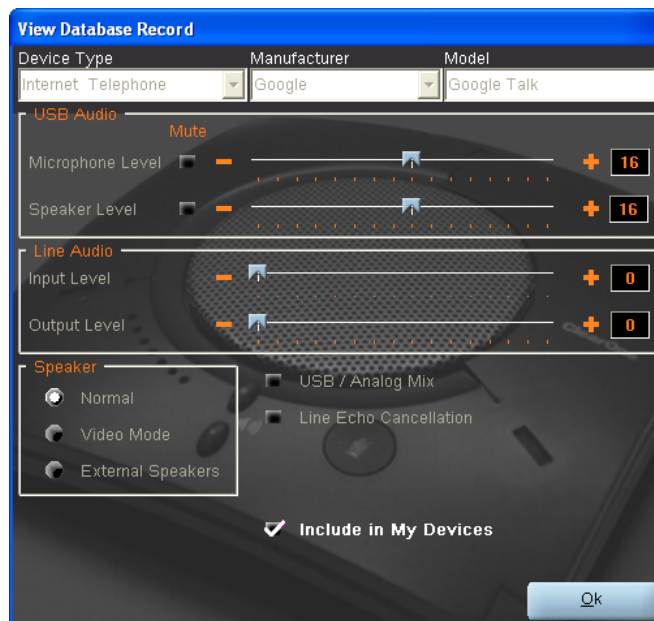 View Database Record
Device Type Manufacturer Model
Internet Telephone Google Google Talk
USB Audio
Mute
Microphone Level 16
Speaker Level 16
Line Audio
Input Level 0
Output Level 0
Speaker
Normal
Video Mode
External Speakers
USB / Analog Mix
Line Echo Cancellation
Include in My Devices
Ok